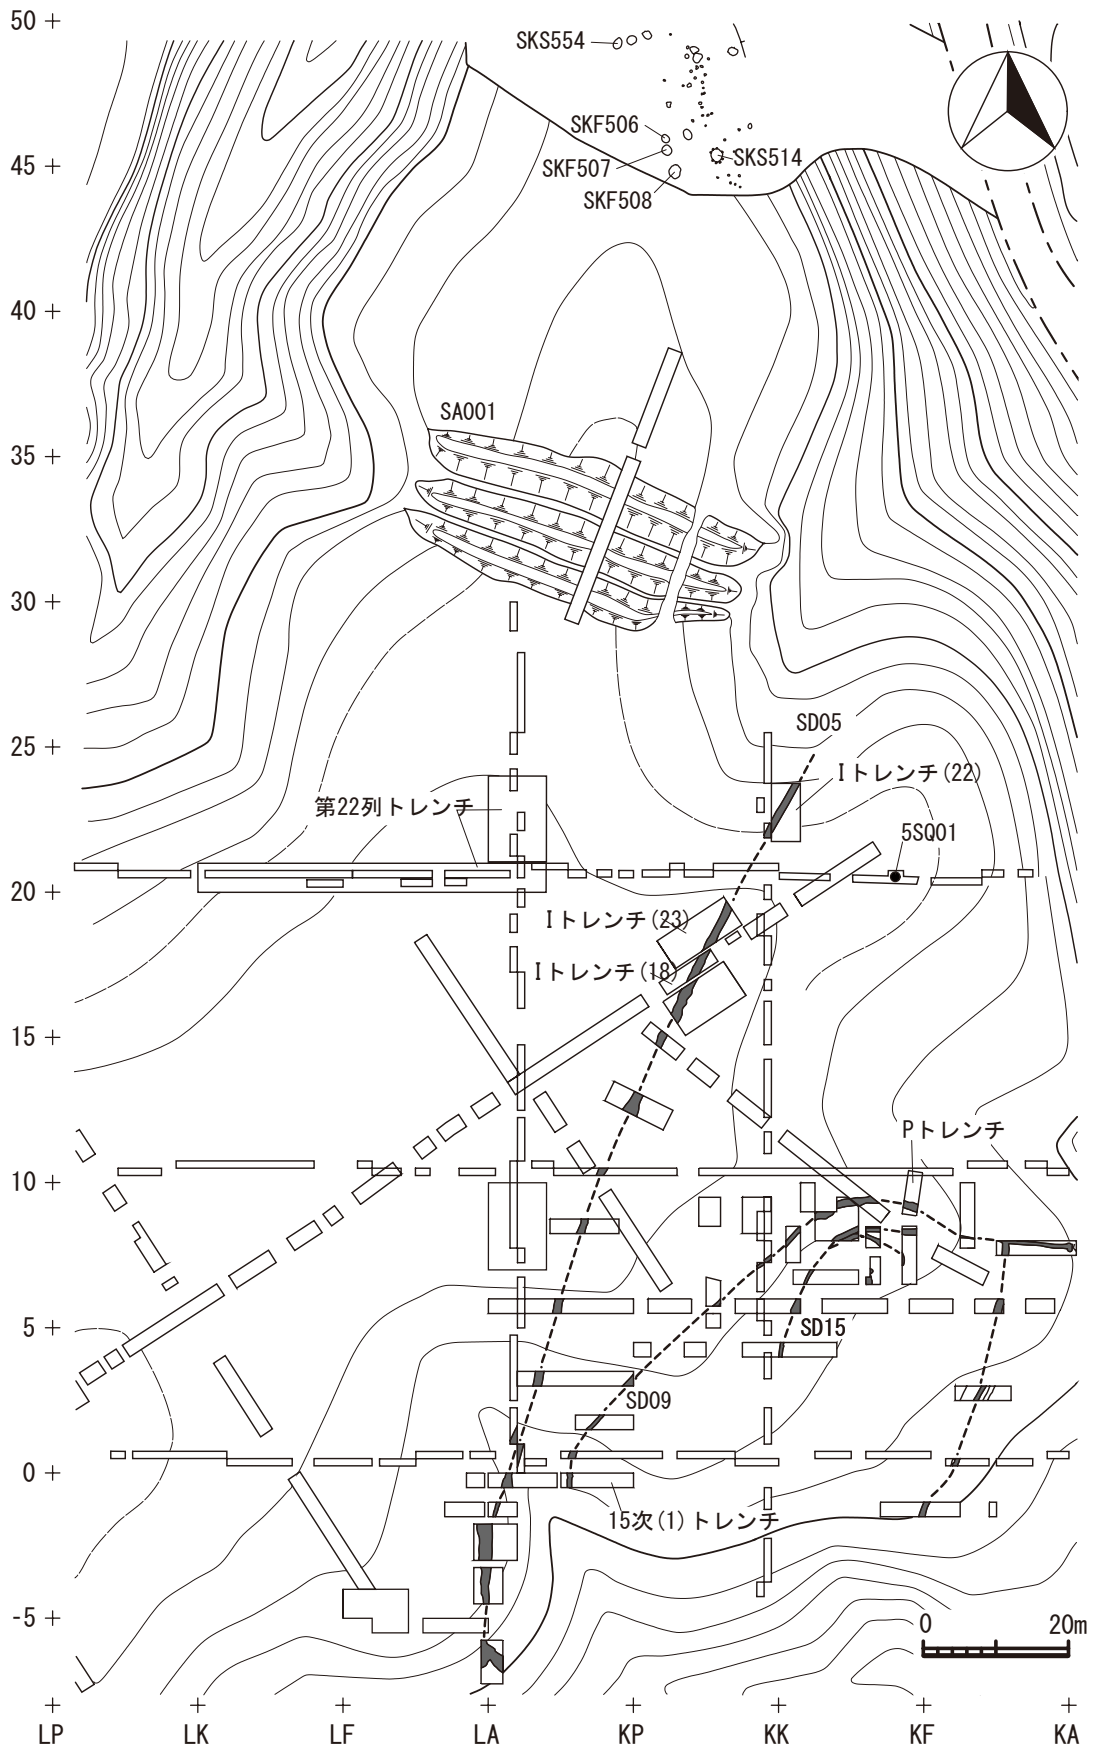 50
SKS554
SKF506
SKF507
SKS514
45
SKF508
40
SA001
35
30
SD05
25
Iトレンチ(22)
第22列トレンチ
5SQ01
20
Iトレンチ(23)
Iトレンチ(18)
15
Pトレンチ
10
5
SD15
SD09
0
15次(1)トレンチ
-5
0 20m
LP LK LF LA KP KK KF KA